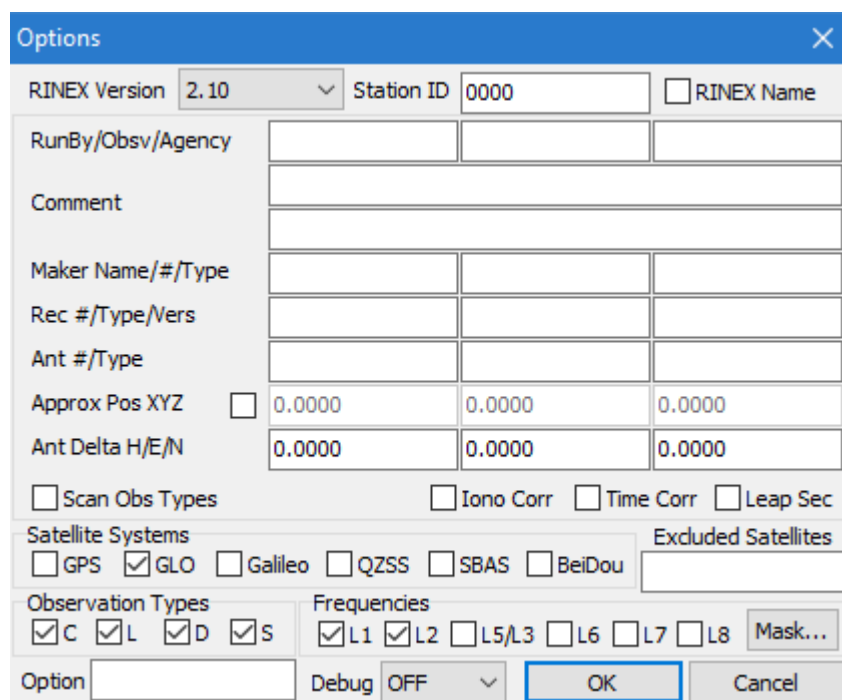 Options
RINEX Version 2.10 Station ID 0000 RINEX Name
RunBy/Obsv/Agency
Comment
Maker Name/#/Type
Rec #/Type/Vers
Ant #/Type
Approx Pos XYZ 0.0000 0.0000 0.0000
Ant Delta H/E/N 0.0000 0.0000 0.0000
Scan Obs Types Iono Corr Time Corr Leap Sec
Satellite Systems Excluded Satellites
GPS GLO Galileo QZSS SBAS BeiDou
Observation Types Frequencies
C L D S L1 L2 L5/L3 L6 L7 L8 Mask...
Option Debug OFF OK Cancel